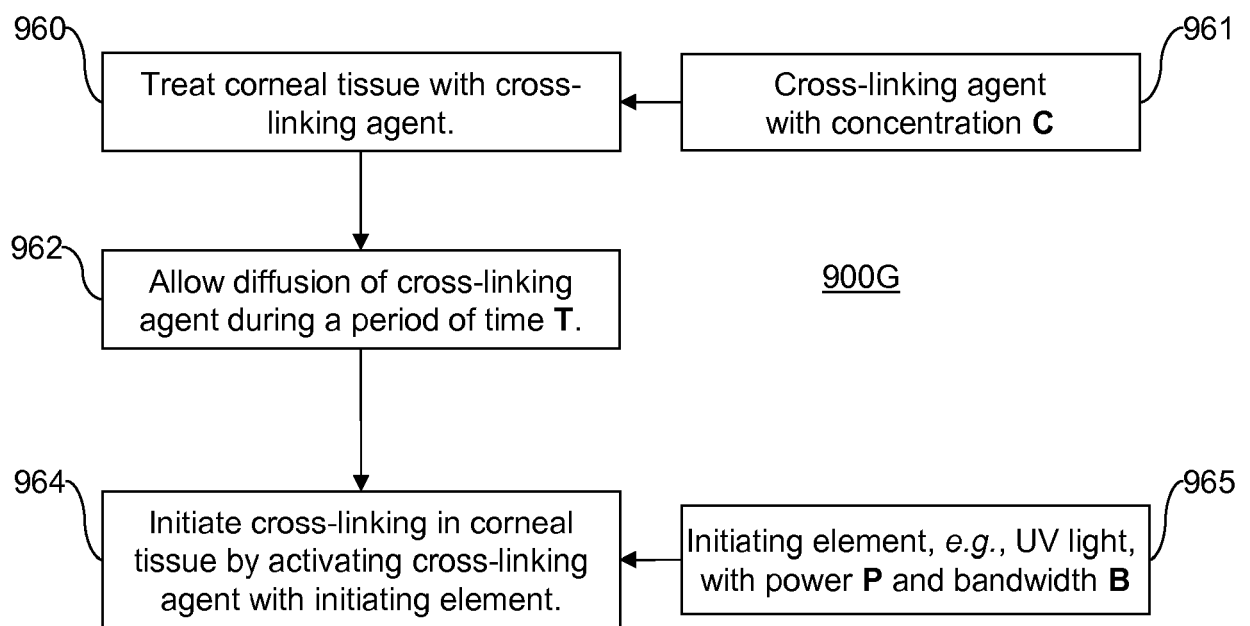 960
Treat corneal tissue with cross-
linking agent.
961
Cross-linking agent
with concentration C
962
Allow diffusion of cross-linking
agent during a period of time T.
900G
964
Initiate cross-linking in corneal
tissue by activating cross-linking
agent with initiating element.
965
Initiating element, e.g., UV light,
with power P and bandwidth B